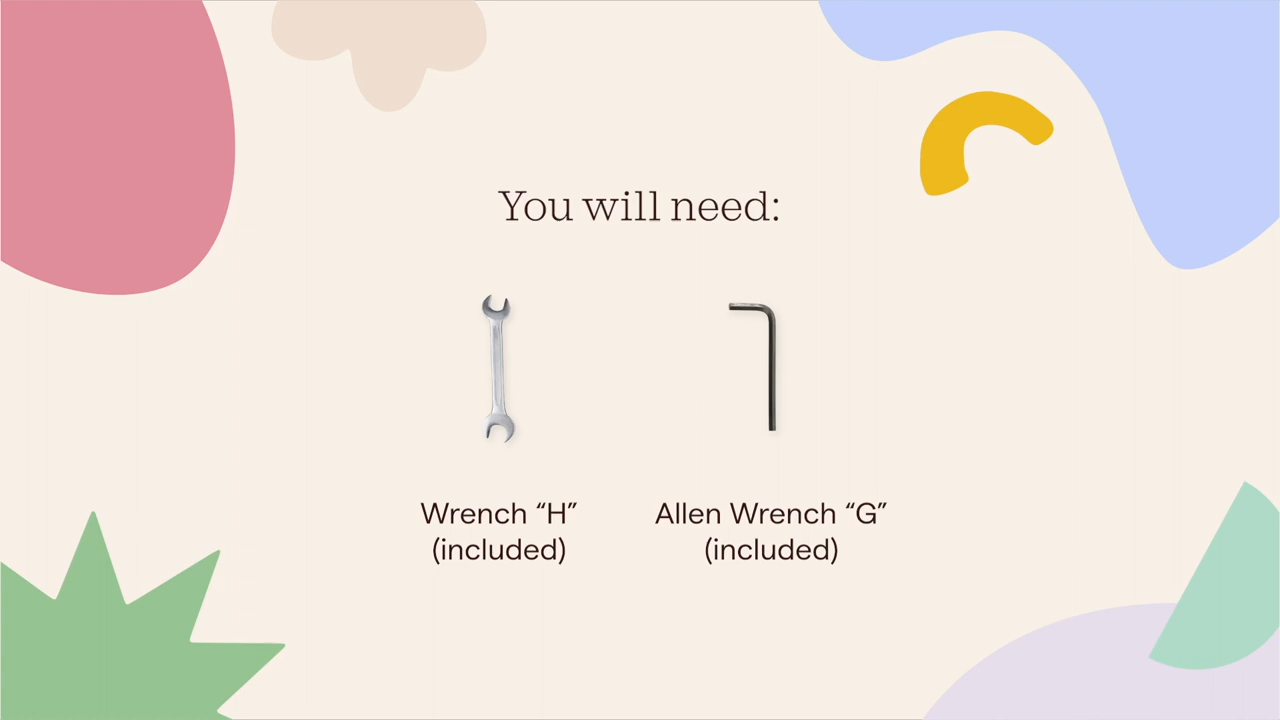 You will need:
Wrench “H”
(included)
Allen Wrench “G”
(included)